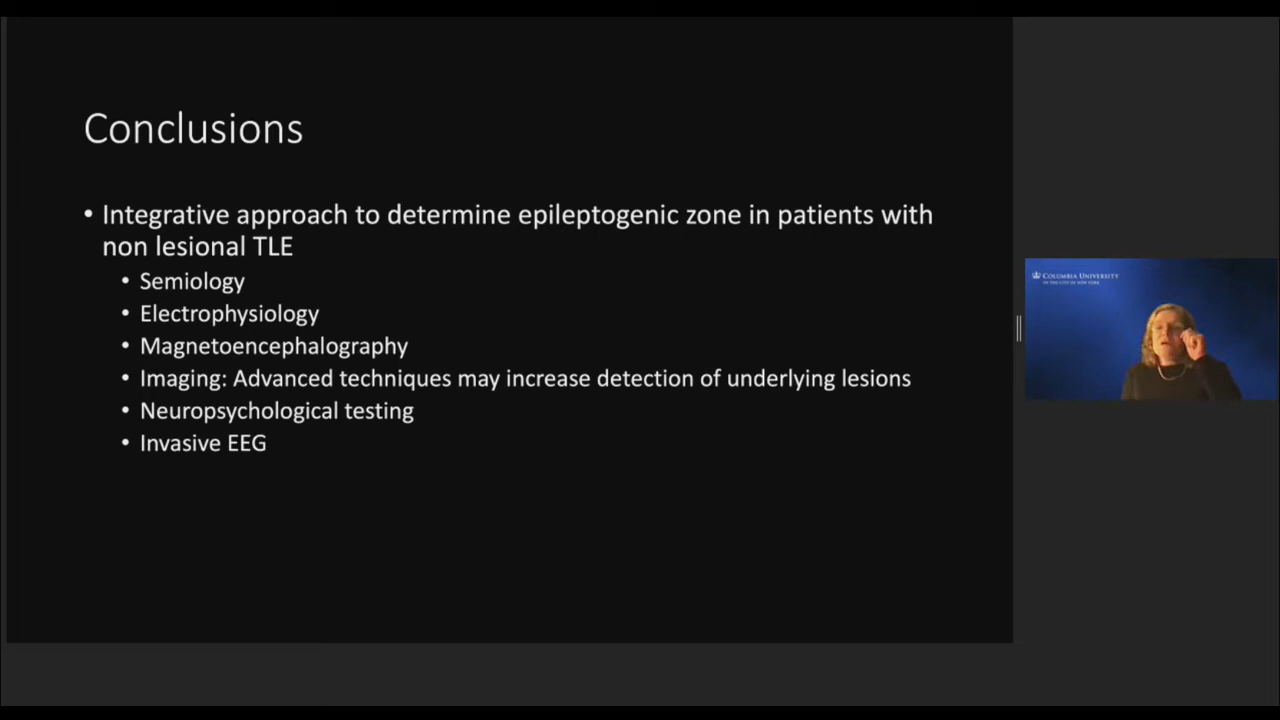 Conclusions
• Integrative approach to determine epileptogenic zone in patients with
non lesional TLE
• Semiology
• Electrophysiology
• Magnetoencephalography
• Imaging: Advanced techniques may increase detection of underlying lesions
• Neuropsychological testing
• Invasive EEG
COLUMBIA UNIVERSITY
IN THE CITY OF NEW YORK